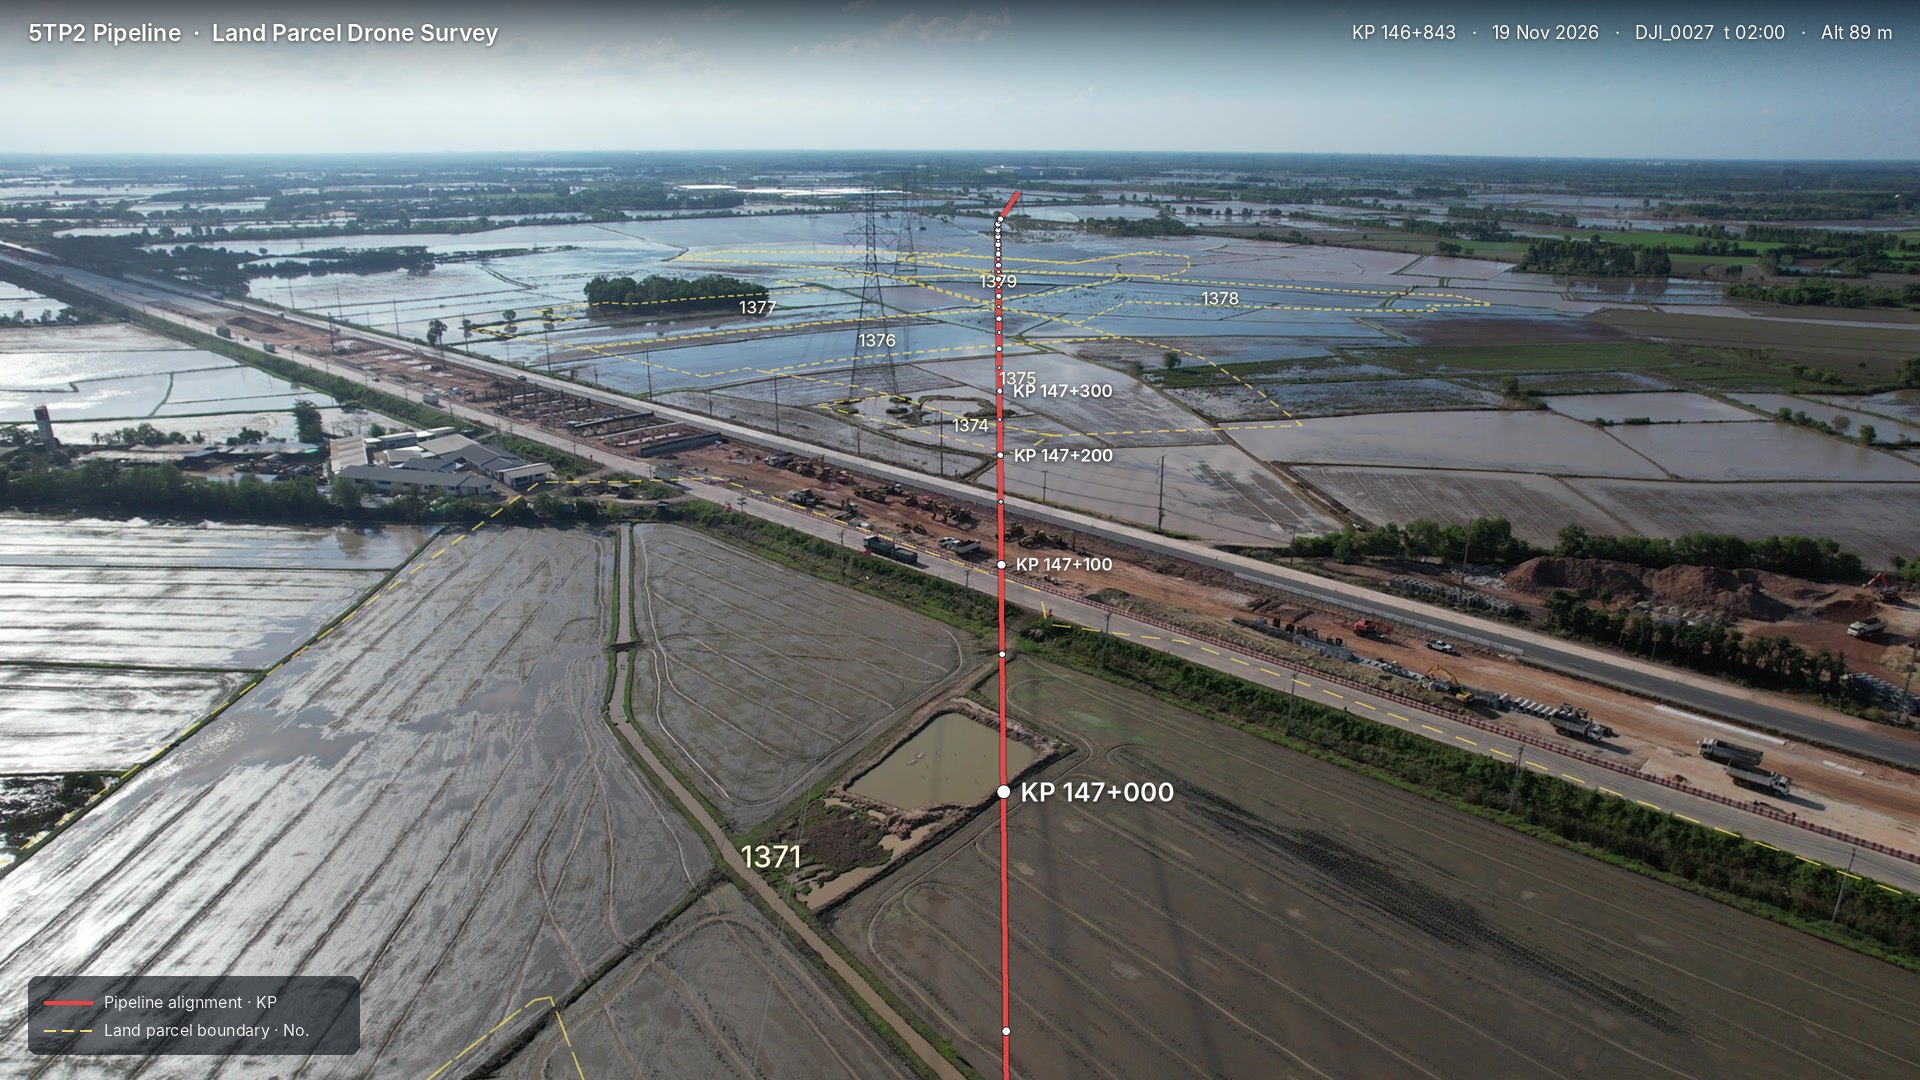 5TP2 Pipeline · Land Parcel Drone Survey
KP 146+843 · 19 Nov 2026 · DJI_0027 t 02:00 · Alt 89 m
1379
1378
1377
1376
1375
KP 147+300
1374
KP 147+200
KP 147+100
KP 147+000
1371
Pipeline alignment · KP
Land parcel boundary · No.